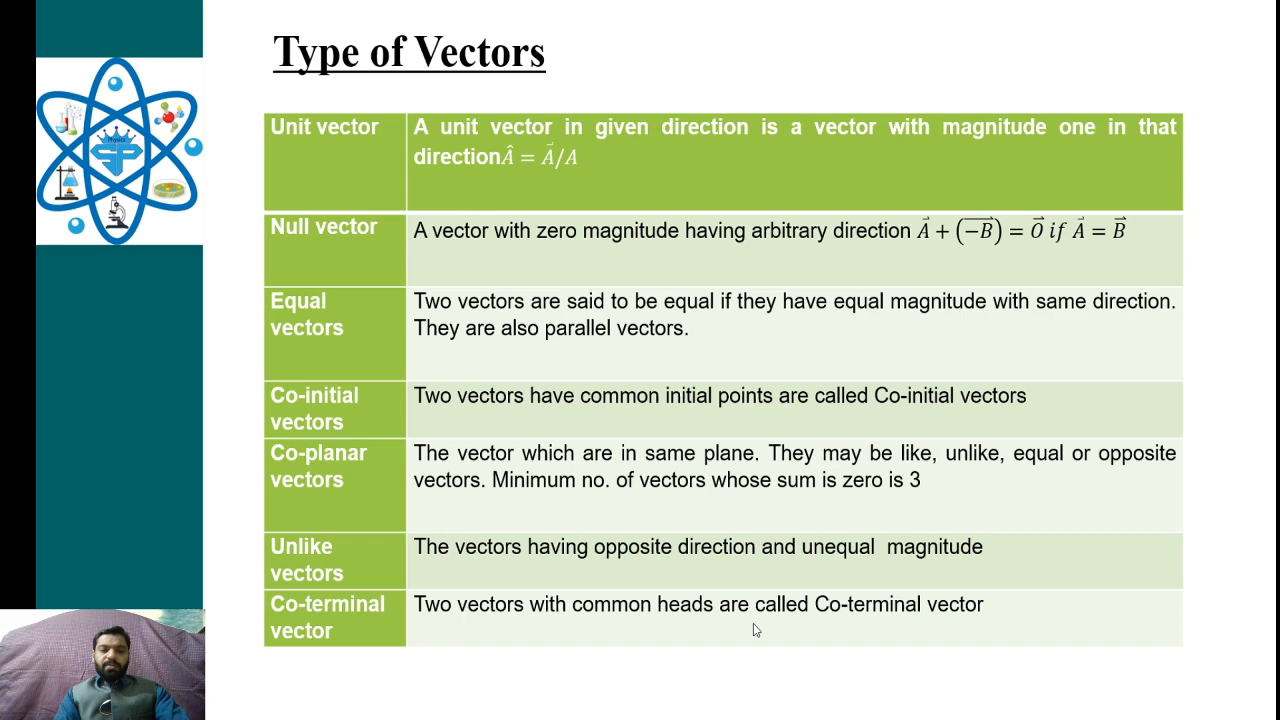 Type of Vectors
Unit vector
A unit vector in given direction is a vector with magnitude one in that
direction Â = A⃗/A
Null vector
A vector with zero magnitude having arbitrary direction A⃗ + (−B⃗) = O⃗ if A⃗ = B⃗
Equal
vectors
Two vectors are said to be equal if they have equal magnitude with same direction.
They are also parallel vectors.
Co-initial
vectors
Two vectors have common initial points are called Co-initial vectors
Co-planar
vectors
The vector which are in same plane. They may be like, unlike, equal or opposite
vectors. Minimum no. of vectors whose sum is zero is 3
Unlike
vectors
The vectors having opposite direction and unequal magnitude
Co-terminal
vector
Two vectors with common heads are called Co-terminal vector